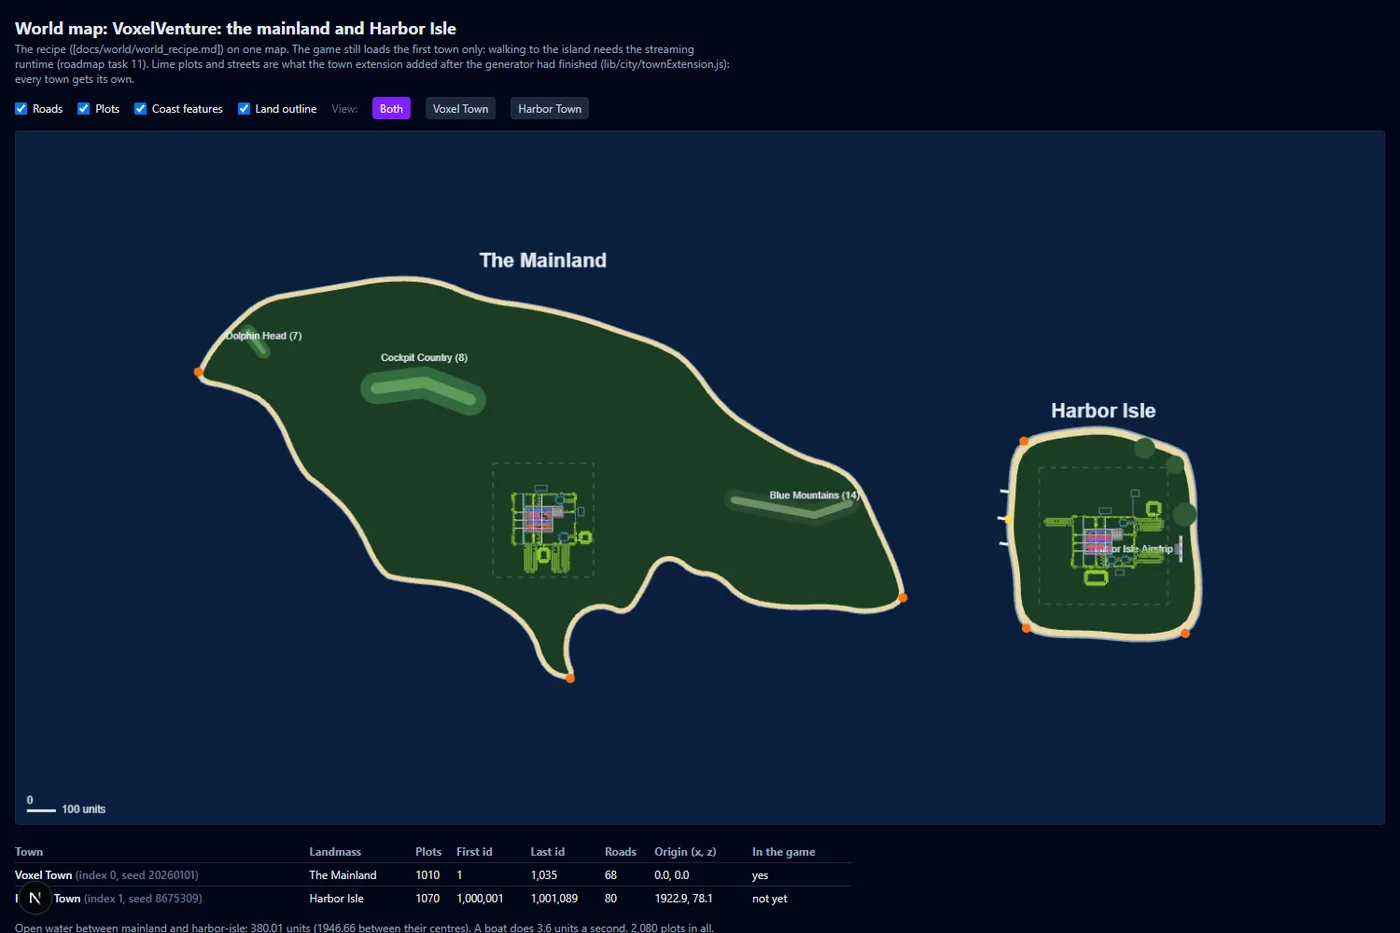 World map: VoxelVenture: the mainland and Harbor Isle
The recipe ([docs/world/world_recipe.md]) on one map. The game still loads the first town only: walking to the island needs the streaming
runtime (roadmap task 11). Lime plots and streets are what the town extension added after the generator had finished (lib/city/townExtension.js):
every town gets its own.
Roads Plots Coast features Land outline View: Both Voxel Town Harbor Town
The Mainland
Dolphin Head (7)
Cockpit Country (8)
Harbor Isle
Blue Mountains (14)
Isle Airstrip
0
100 units
Town Landmass Plots First id Last id Roads Origin (x, z) In the game
Voxel Town (index 0, seed 20260101) The Mainland 1010 1 1,035 68 0.0, 0.0 yes
N Town (index 1, seed 8675309) Harbor Isle 1070 1,000,001 1,001,089 80 1922.9, 78.1 not yet
Open water between mainland and harbor-isle: 380.01 units (1946.66 between their centres). A boat does 3.6 units a second. 2,080 plots in all.